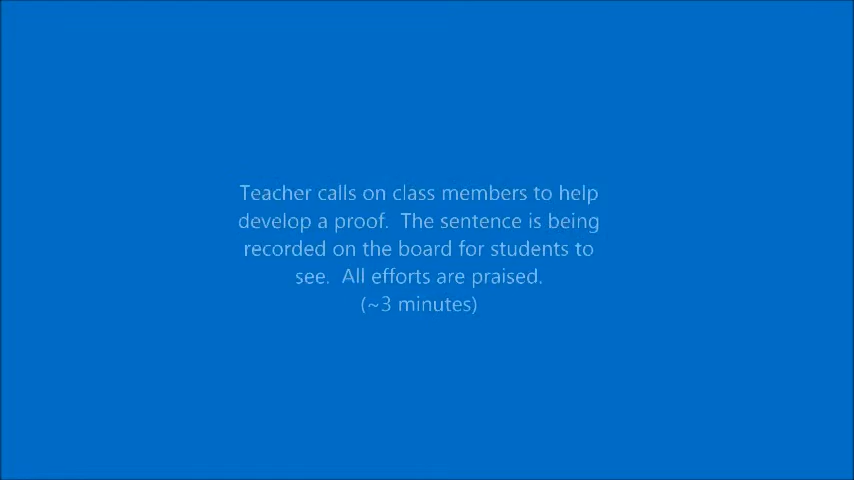 Teacher calls on class members to help
develop a proof.  The sentence is being
recorded on the board for students to
see.  All efforts are praised.
(~3 minutes)